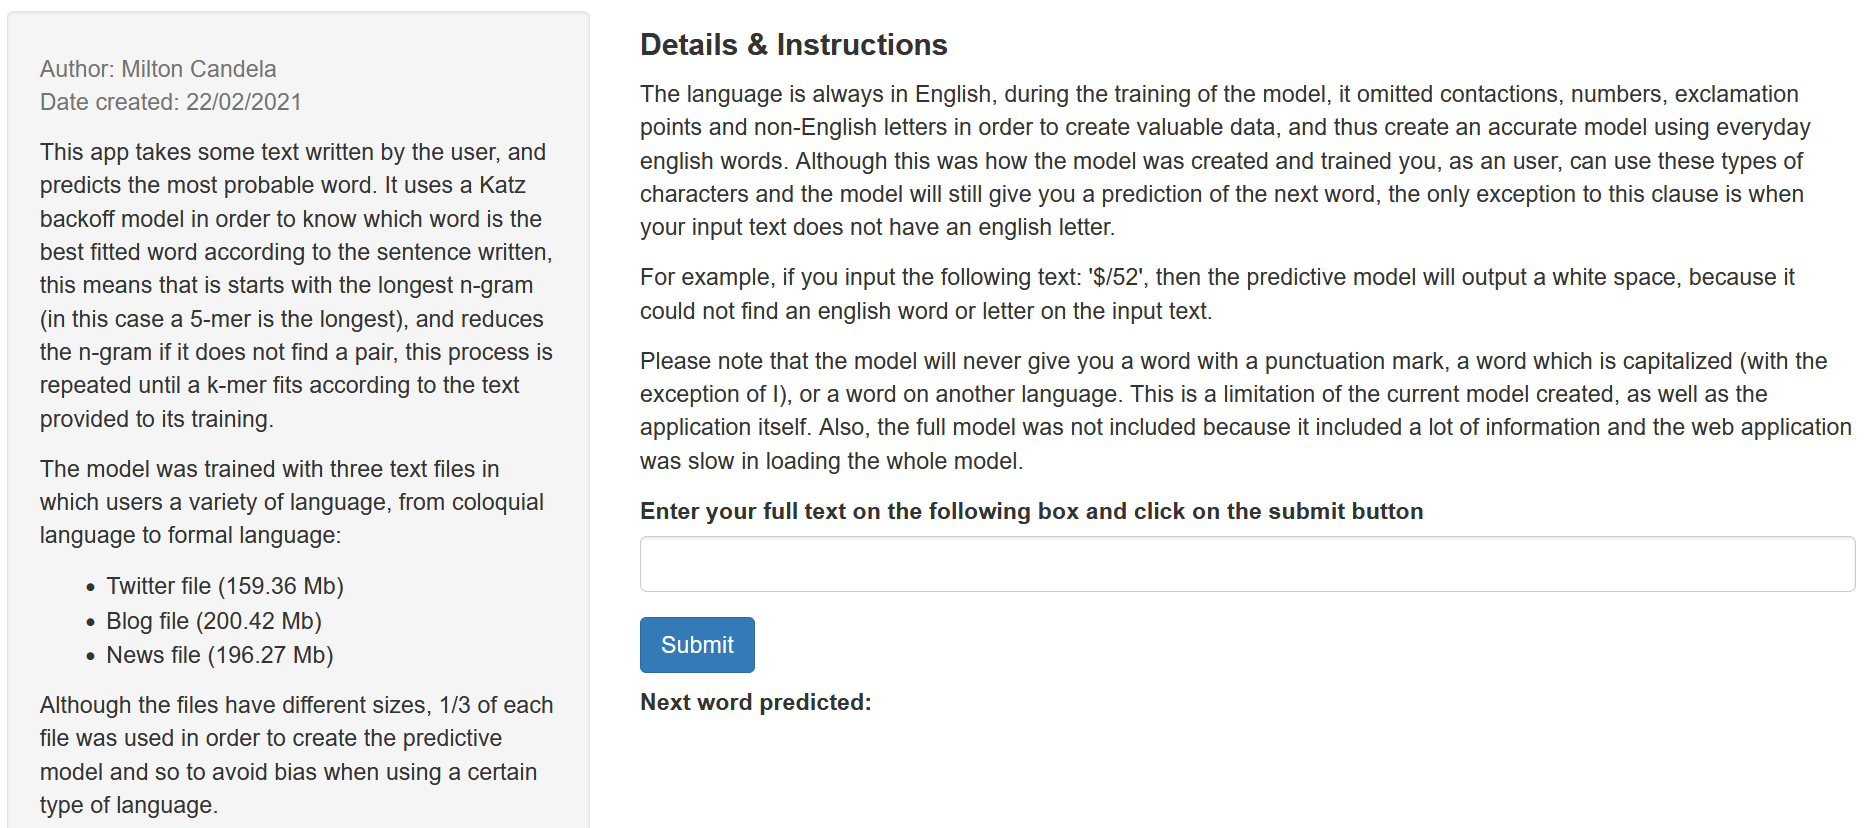 Author: Milton Candela
Date created: 22/02/2021
This app takes some text written by the user, and
predicts the most probable word. It uses a Katz
backoff model in order to know which word is the
best fitted word according to the sentence written,
this means that is starts with the longest n-gram
(in this case a 5-mer is the longest), and reduces
the n-gram if it does not find a pair, this process is
repeated until a k-mer fits according to the text
provided to its training.
The model was trained with three text files in
which users a variety of language, from coloquial
language to formal language:
• Twitter file (159.36 Mb)
• Blog file (200.42 Mb)
• News file (196.27 Mb)
Although the files have different sizes, 1/3 of each
file was used in order to create the predictive
model and so to avoid bias when using a certain
type of language.
Details & Instructions
The language is always in English, during the training of the model, it omitted contactions, numbers, exclamation
points and non-English letters in order to create valuable data, and thus create an accurate model using everyday
english words. Although this was how the model was created and trained you, as an user, can use these types of
characters and the model will still give you a prediction of the next word, the only exception to this clause is when
your input text does not have an english letter.
For example, if you input the following text: '$/52', then the predictive model will output a white space, because it
could not find an english word or letter on the input text.
Please note that the model will never give you a word with a punctuation mark, a word which is capitalized (with the
exception of I), or a word on another language. This is a limitation of the current model created, as well as the
application itself. Also, the full model was not included because it included a lot of information and the web application
was slow in loading the whole model.
Enter your full text on the following box and click on the submit button
Submit
Next word predicted: